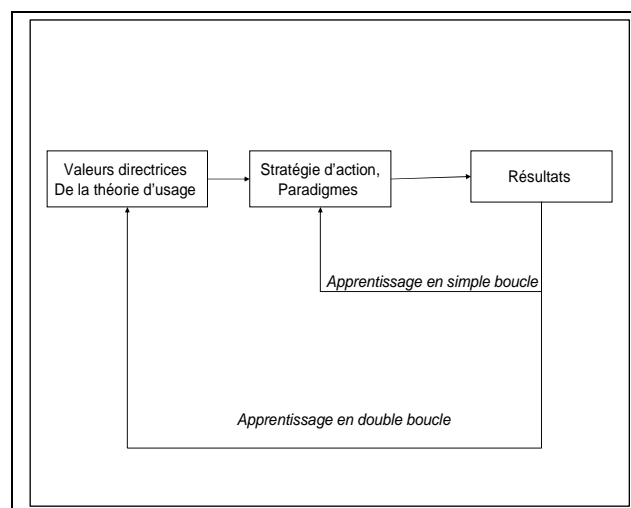 Valeurs directrices
De la théorie d'usage
Stratégie d'action,
Paradigmes
Résultats
Apprentissage en simple boucle
Apprentissage en double boucle